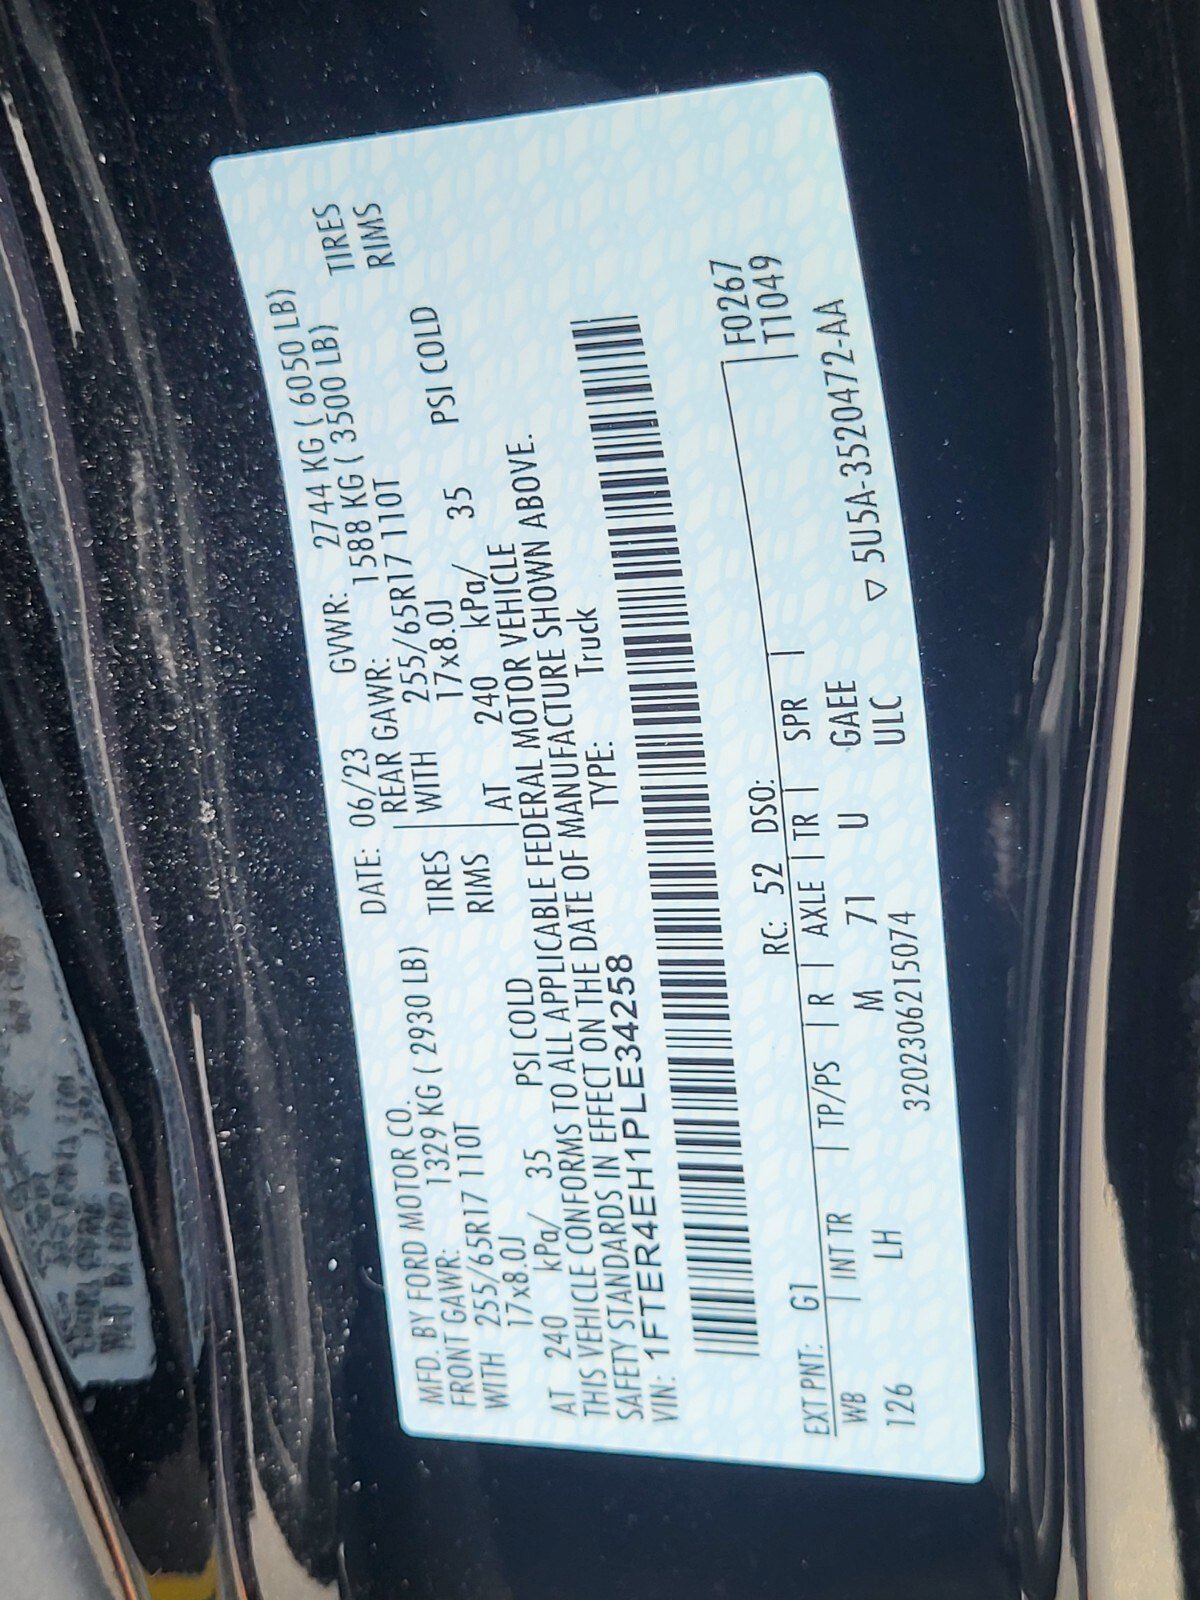 MFD. BY FORD MOTOR CO.
DATE: 06/23 GVWR: 2744 KG ( 6050 LB)
FRONT GAWR: 1329 KG ( 2930 LB) REAR GAWR: 1588 KG ( 3500 LB)
WITH 255/65R17 110T TIRES WITH 255/65R17 110T TIRES
17x8.0J RIMS 17x8.0J RIMS
AT 240 kPa/ 35 PSI COLD AT 240 kPa/ 35 PSI COLD
THIS VEHICLE CONFORMS TO ALL APPLICABLE FEDERAL MOTOR VEHICLE
SAFETY STANDARDS IN EFFECT ON THE DATE OF MANUFACTURE SHOWN ABOVE.
VIN: 1FTER4EH1PLE34258 TYPE: Truck
F0267
T1049
EXT PNT: G1 RC: 52 DSO:
WB INT TR TP/PS R AXLE TR SPR
126 LH M 71 U GAEE
ULC
3202306215074
▽ 5U5A-3520472-AA